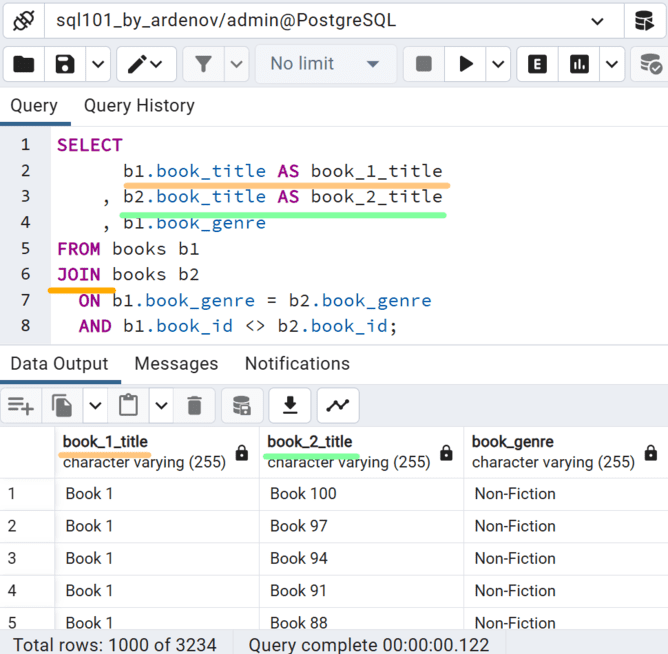 sql101_by_ardenov/admin@PostgreSQL
No limit
E
Query Query History
1 SELECT
2 b1.book_title AS book_1_title
3 , b2.book_title AS book_2_title
4 , b1.book_genre
5 FROM books b1
6 JOIN books b2
7 ON b1.book_genre = b2.book_genre
8 AND b1.book_id <> b2.book_id;
Data Output Messages Notifications
book_1_title book_2_title book_genre
character varying (255) character varying (255) character varying (255)
1 Book 1 Book 100 Non-Fiction
2 Book 1 Book 97 Non-Fiction
3 Book 1 Book 94 Non-Fiction
4 Book 1 Book 91 Non-Fiction
5 Book 1 Book 88 Non-Fiction
Total rows: 1000 of 3234 Query complete 00:00:00.122